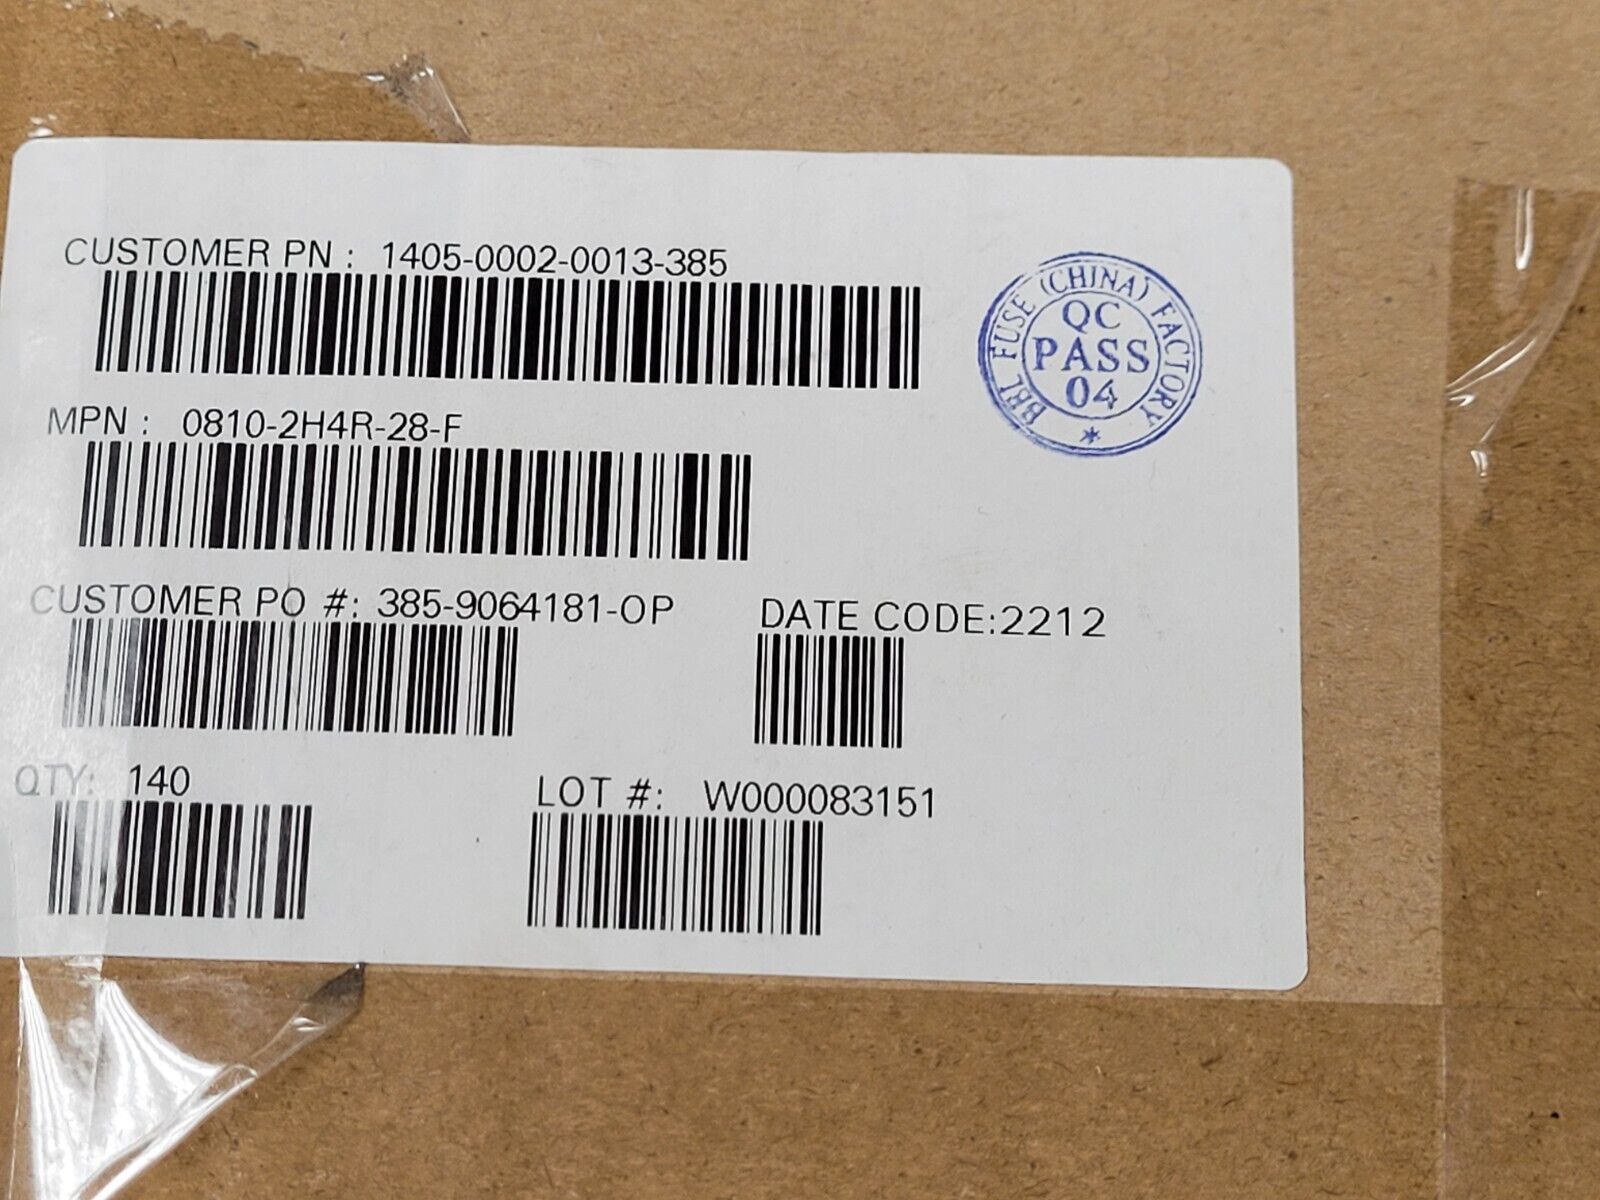 CUSTOMER PN : 1405-0002-0013-385
BEL FUSE (CHINA) FACTORY
QC
PASS
04
*
MPN : 0810-2H4R-28-F
CUSTOMER PO #: 385-9064181-OP
DATE CODE:2212
QTY: 140
LOT #: W000083151